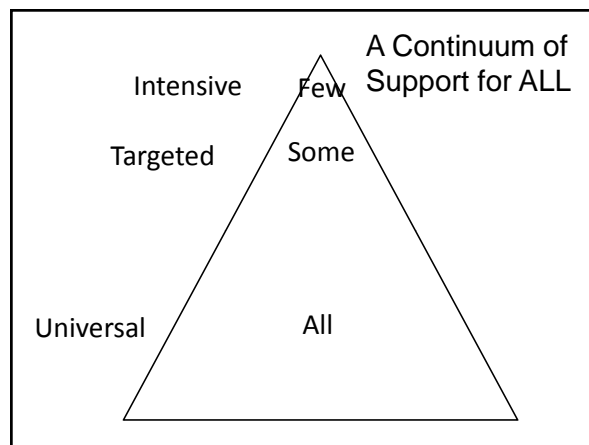 A Continuum of
Support for ALL
Intensive Few
Targeted Some
Universal All